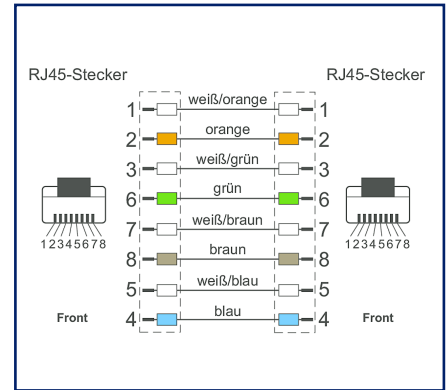 RJ45-Stecker RJ45-Stecker
1 weiß/orange 1
2 orange 2
3 weiß/grün 3
6 grün 6
7 weiß/braun 7
8 braun 8
5 weiß/blau 5
4 blau 4
12345678 12345678
Front Front